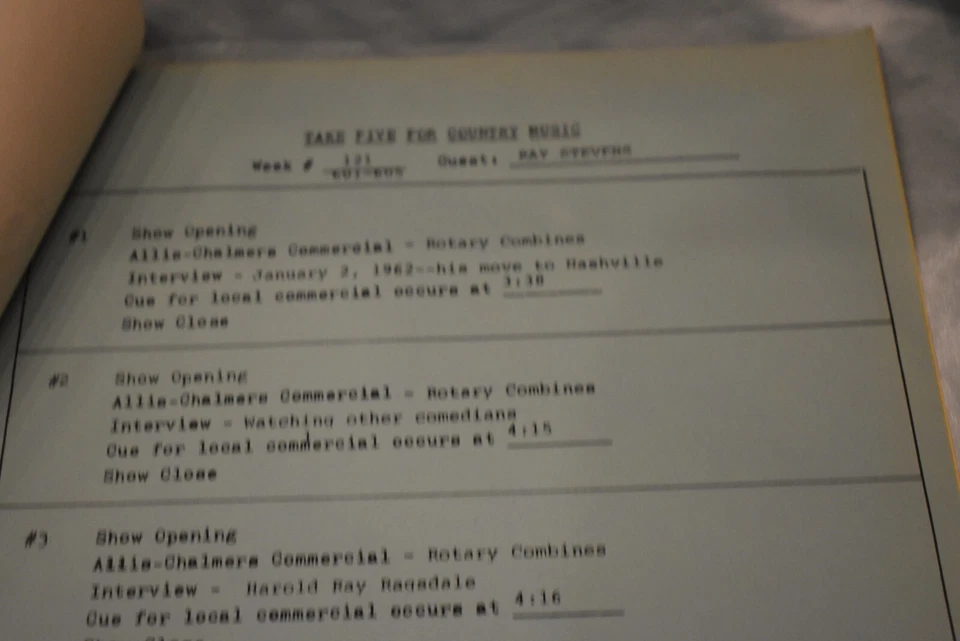 TAKE FIVE FOR COUNTRY MUSIC
Week # 121 Guest: RAY STEVENS
601-605
#1 Show Opening
Allis-Chalmers Commercial - Rotary Combines
Interview - January 2, 1962--his move to Nashville
Cue for local commercial occurs at 3:38
Show Close
#2 Show Opening
Allis-Chalmers Commercial - Rotary Combines
Interview - Watching other comedians
Cue for local commercial occurs at 4:15
Show Close
#3 Show Opening
Allis-Chalmers Commercial - Rotary Combines
Interview - Harold Ray Ragsdale
Cue for local commercial occurs at 4:16
Show Close